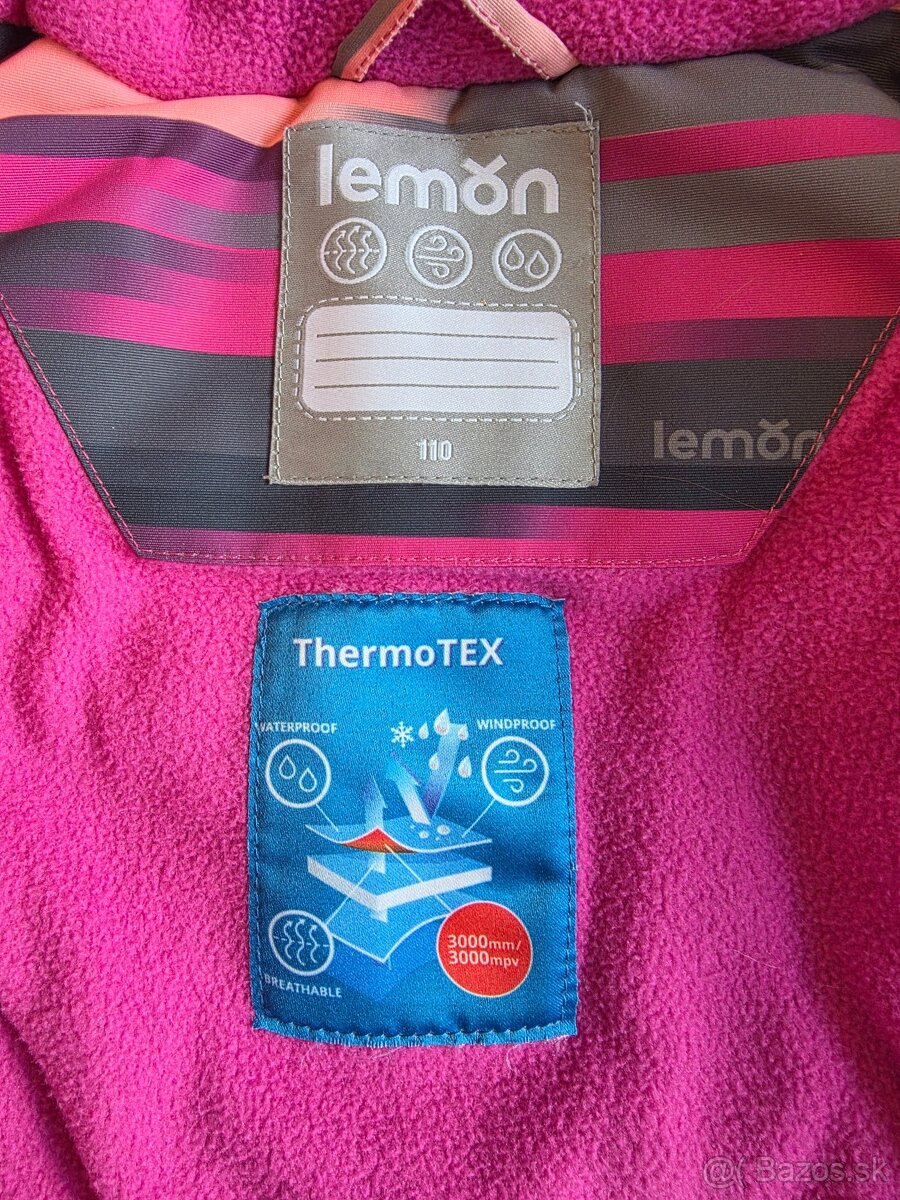 lemon
110
lemon
ThermoTEX
WATERPROOF
WINDPROOF
3000mm/
3000mpv
BREATHABLE
@( Bazos.sk